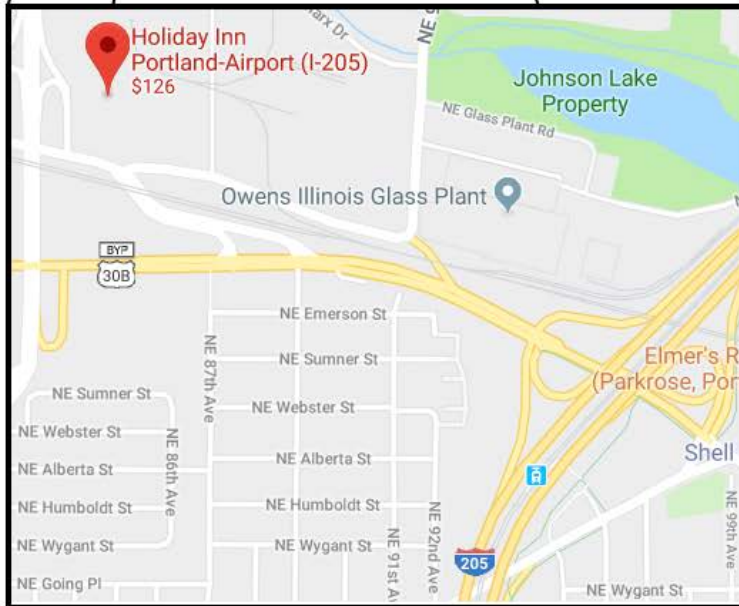 Holiday Inn
Portland-Airport (I-205)
$126
Johnson Lake
Property
NE Glass Plant Rd
Owens Illinois Glass Plant
BYP
30B
NE Emerson St
NE Sumner St
NE Webster St
NE Alberta St
NE Humboldt St
NE Wygant St
NE 87th Ave
NE Sumner St
NE Webster St
NE Alberta St
NE Humboldt St
NE Wygant St
NE Going Pl
NE 86th Ave
NE 91st Av
NE 92nd Ave
Elmer's R
(Parkrose, Por
Shell
NE 99th Ave
205
NE Wygant St